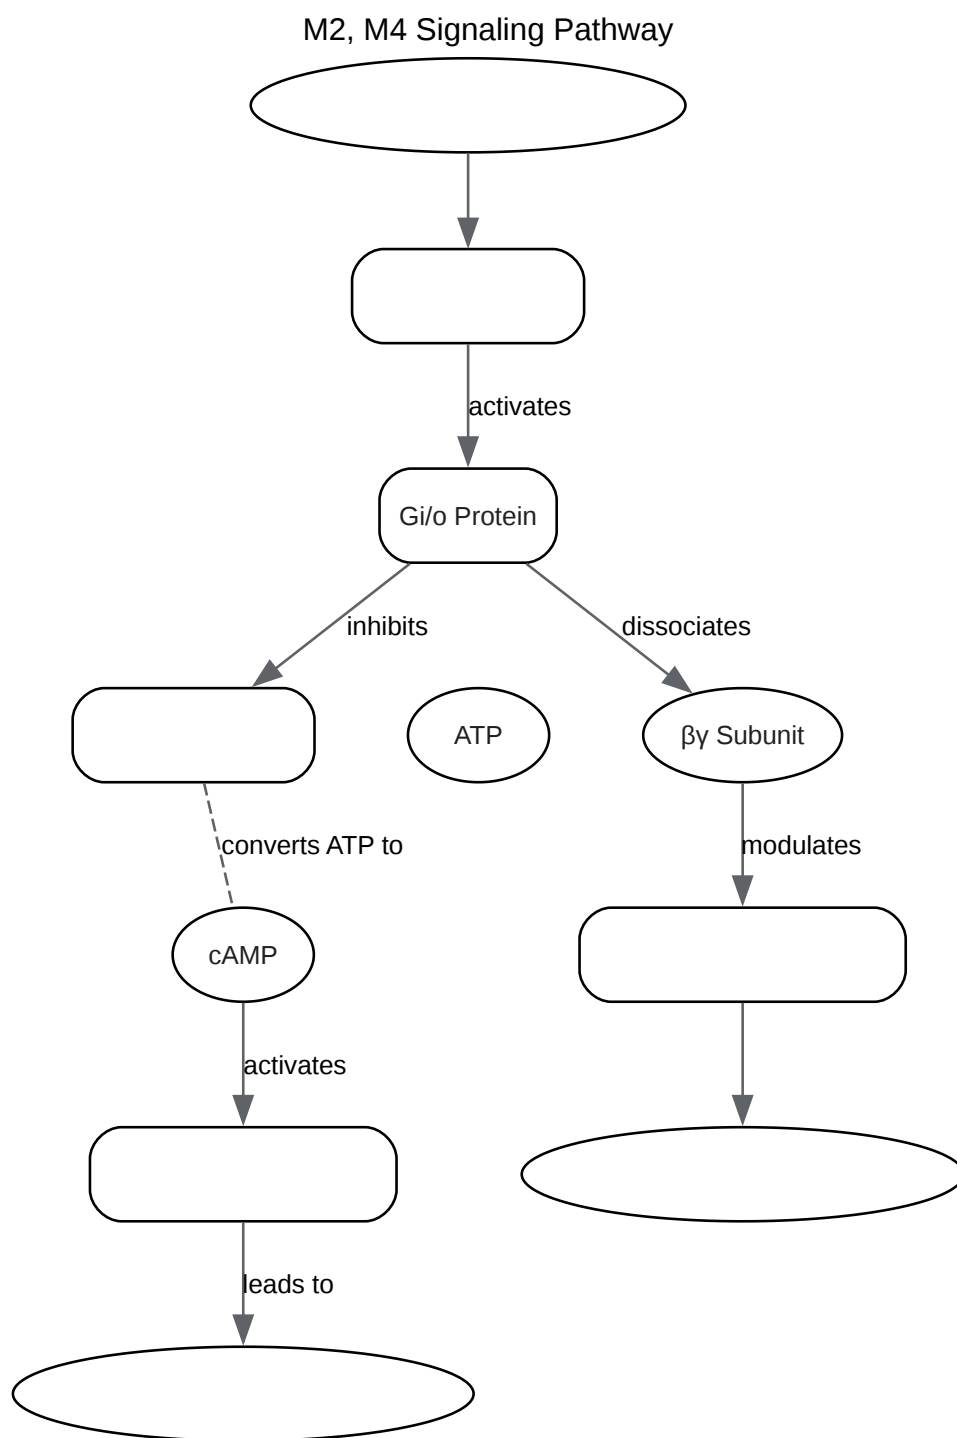 M2, M4 Signaling Pathway
activates
Gi/o Protein
inhibits
dissociates
ATP
βγ Subunit
converts ATP to
modulates
cAMP
activates
leads to